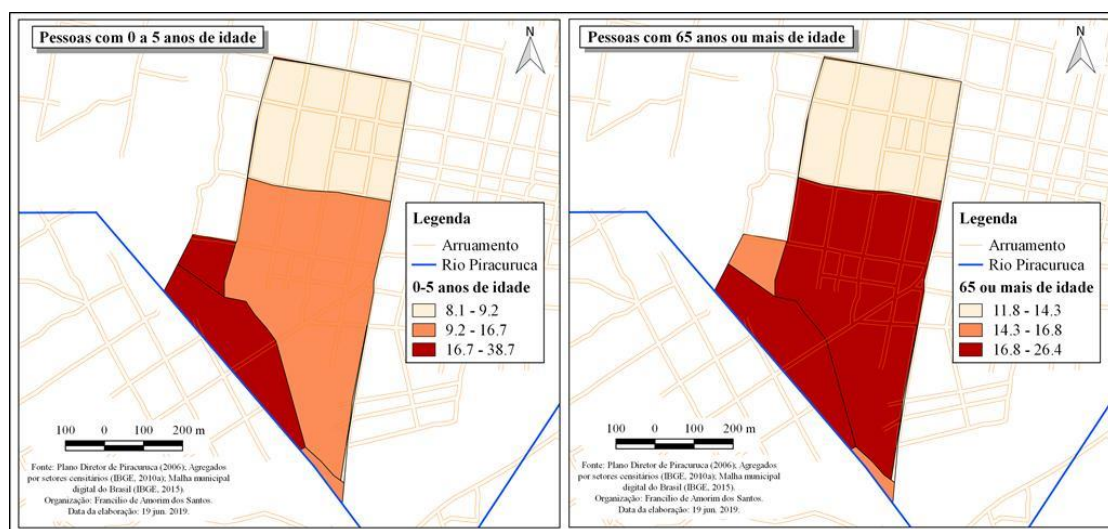 Pessoas com 0 a 5 anos de idade
N
Legenda
Arruamento
Rio Piracuruca
0-5 anos de idade
8.1 - 9.2
9.2 - 16.7
16.7 - 38.7
100 0 100 200 m
Fonte: Plano Diretor de Piracuruca (2006); Agregados
por setores censitários (IBGE, 2010a); Malha municipal
digital do Brasil (IBGE, 2015).
Organização: Francílio de Amorim dos Santos.
Data da elaboração: 19 jun. 2019.
Pessoas com 65 anos ou mais de idade
N
Legenda
Arruamento
Rio Piracuruca
65 ou mais de idade
11.8 - 14.3
14.3 - 16.8
16.8 - 26.4
100 0 100 200 m
Fonte: Plano Diretor de Piracuruca (2006); Agregados
por setores censitários (IBGE, 2010a); Malha municipal
digital do Brasil (IBGE, 2015).
Organização: Francílio de Amorim dos Santos.
Data da elaboração: 19 jun. 2019.